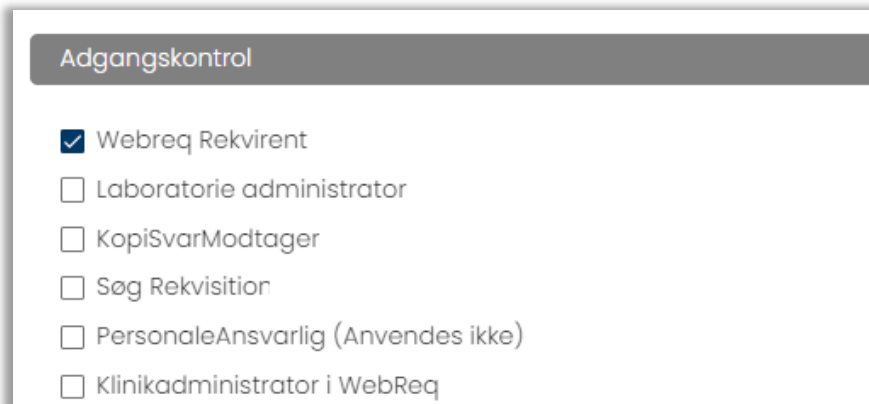 Adgangskontrol
Webreq Rekvirent
Laboratorie administrator
KopiSvarModtager
Søg Rekvisition
PersonaleAnsvarlig (Anvendes ikke)
Klinikadministrator i WebReq